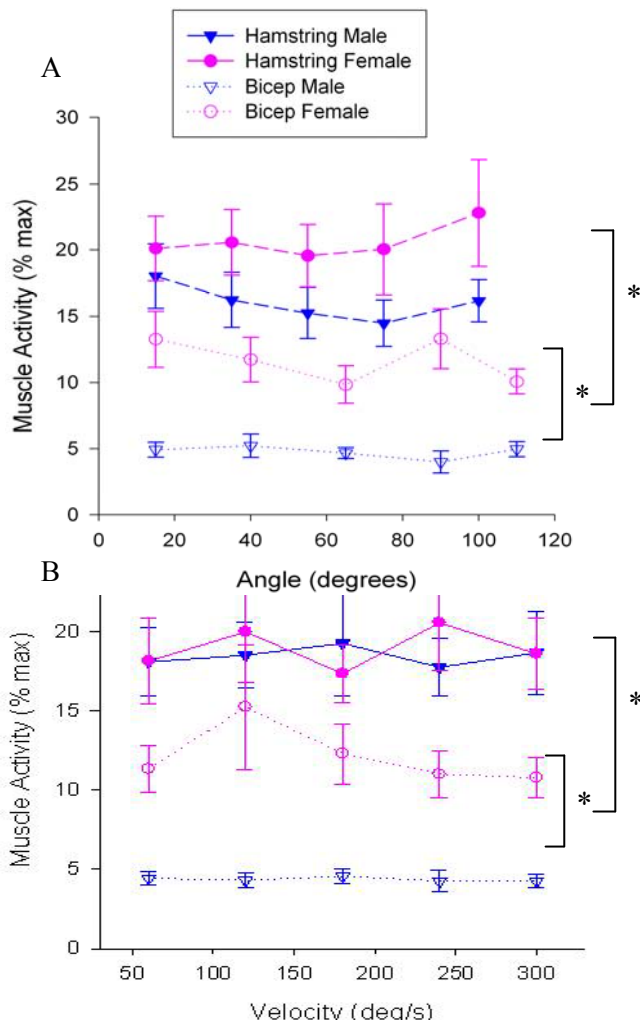 Hamstring Male
Hamstring Female
Bicep Male
Bicep Female
A
30
25
20
15
10
5
0
Muscle Activity (% max)
*
*
0 20 40 60 80 100 120
Angle (degrees)
B
20
15
10
5
0
Muscle Activity (% max)
*
*
50 100 150 200 250 300
Velocity (deg/s)